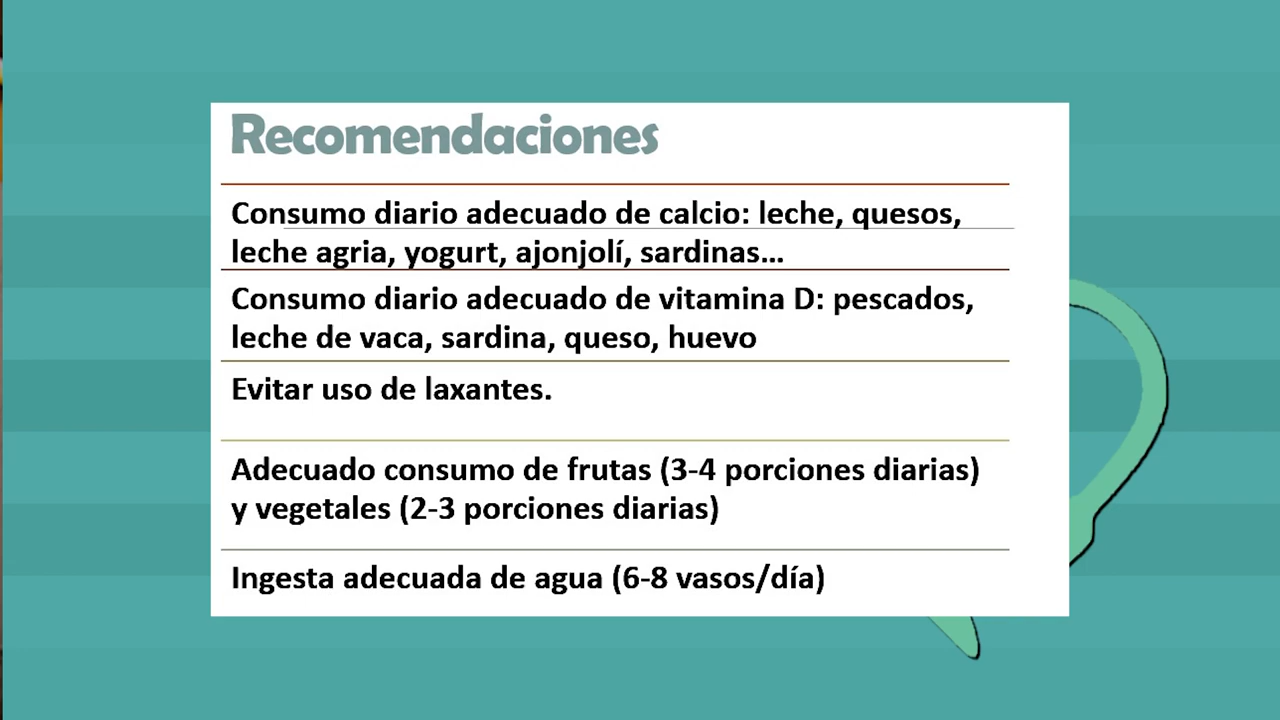 Recomendaciones
Consumo diario adecuado de calcio: leche, quesos,
leche agria, yogurt, ajonjolí, sardinas...
Consumo diario adecuado de vitamina D: pescados,
leche de vaca, sardina, queso, huevo
Evitar uso de laxantes.
Adecuado consumo de frutas (3-4 porciones diarias)
y vegetales (2-3 porciones diarias)
Ingesta adecuada de agua (6-8 vasos/día)